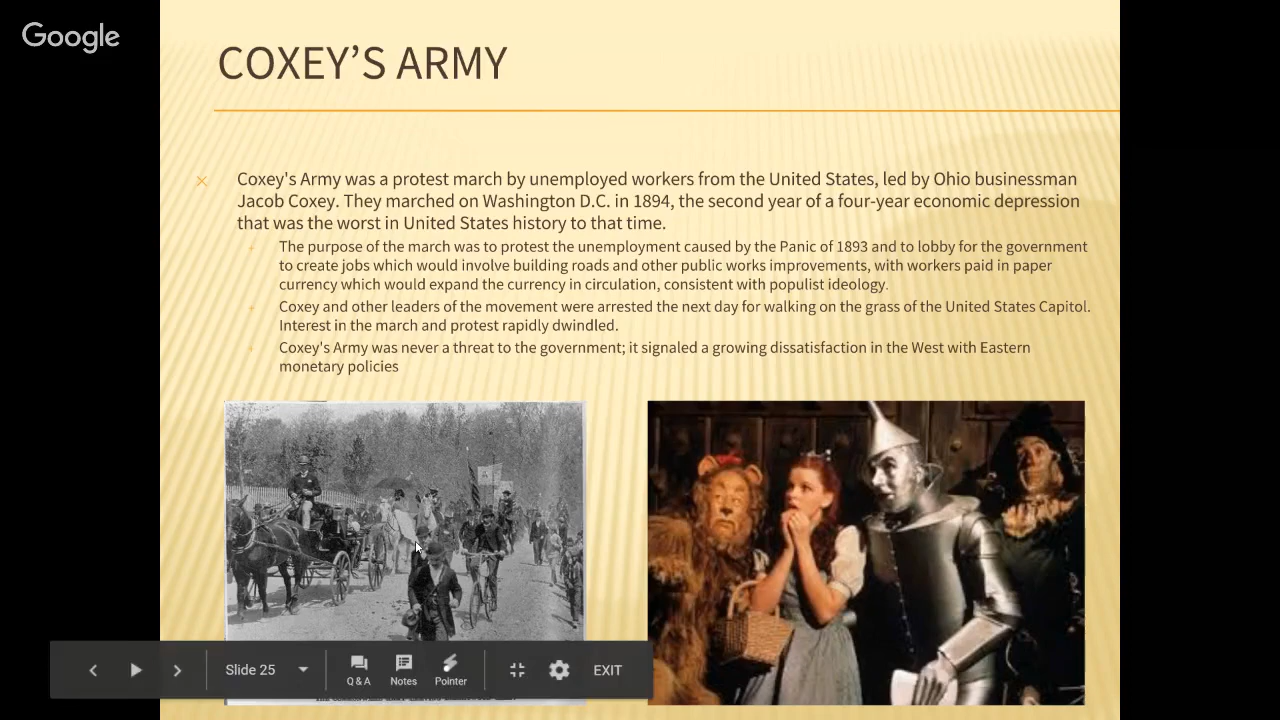 Google
COXEY’S ARMY
Coxey's Army was a protest march by unemployed workers from the United States, led by Ohio businessman
Jacob Coxey. They marched on Washington D.C. in 1894, the second year of a four-year economic depression
that was the worst in United States history to that time.
The purpose of the march was to protest the unemployment caused by the Panic of 1893 and to lobby for the government
to create jobs which would involve building roads and other public works improvements, with workers paid in paper
currency which would expand the currency in circulation, consistent with populist ideology.
Coxey and other leaders of the movement were arrested the next day for walking on the grass of the United States Capitol.
Interest in the march and protest rapidly dwindled.
Coxey's Army was never a threat to the government; it signaled a growing dissatisfaction in the West with Eastern
monetary policies
Slide 25
Q & A
Notes
Pointer
EXIT